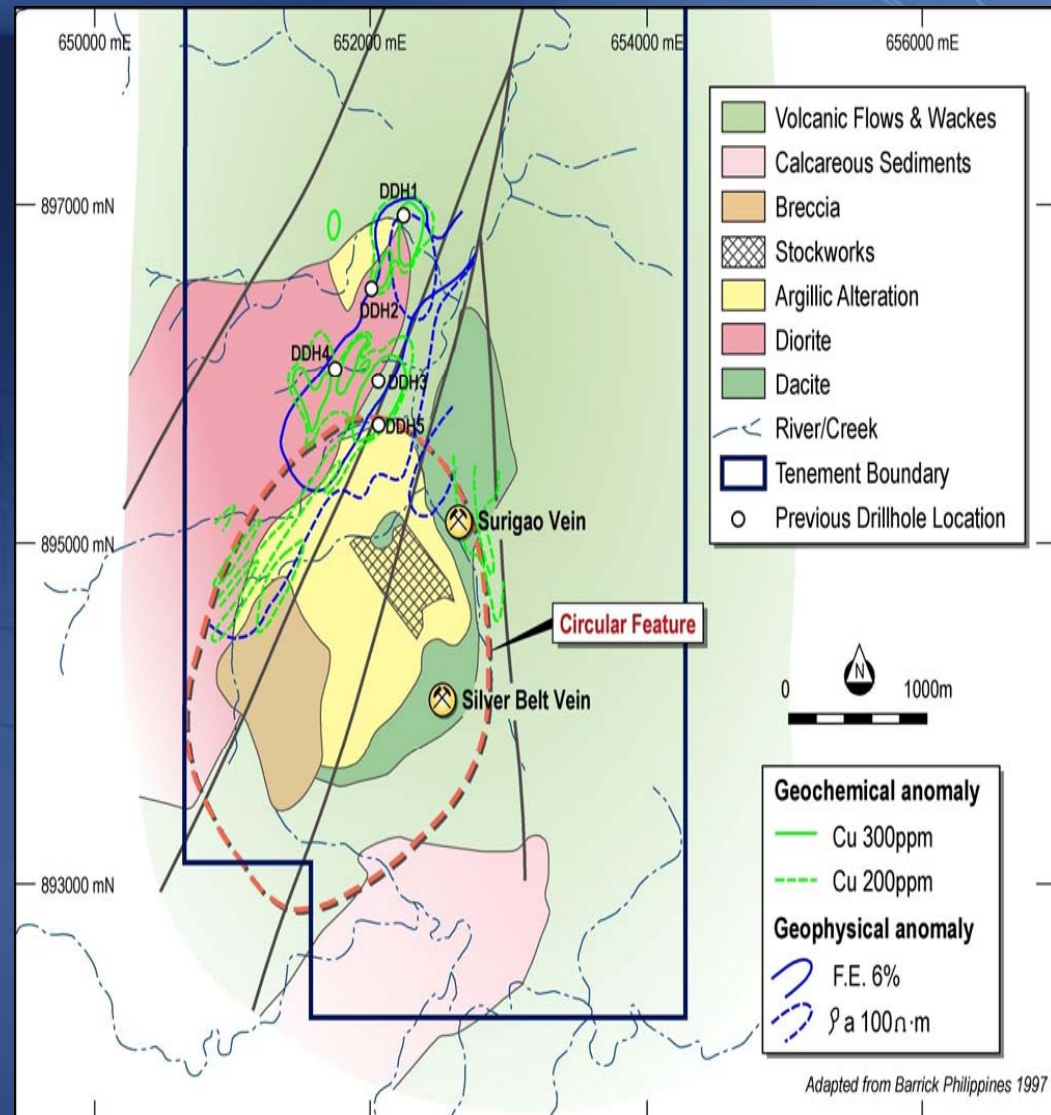 650000 mE
652000 mE
654000 mE
656000 mE
Volcanic Flows & Wackes
Calcareous Sediments
Breccia
Stockworks
Argillic Alteration
Diorite
Dacite
River/Creek
Tenement Boundary
Previous Drillhole Location
897000 mN
DDH1
DDH2
DDH4
DDH3
DDH5
895000 mN
Surigao Vein
Circular Feature
Silver Belt Vein
N
0 1000m
893000 mN
Geochemical anomaly
Cu 300ppm
Cu 200ppm
Geophysical anomaly
F.E. 6%
ρa 100Ω·m
Adapted from Barrick Philippines 1997